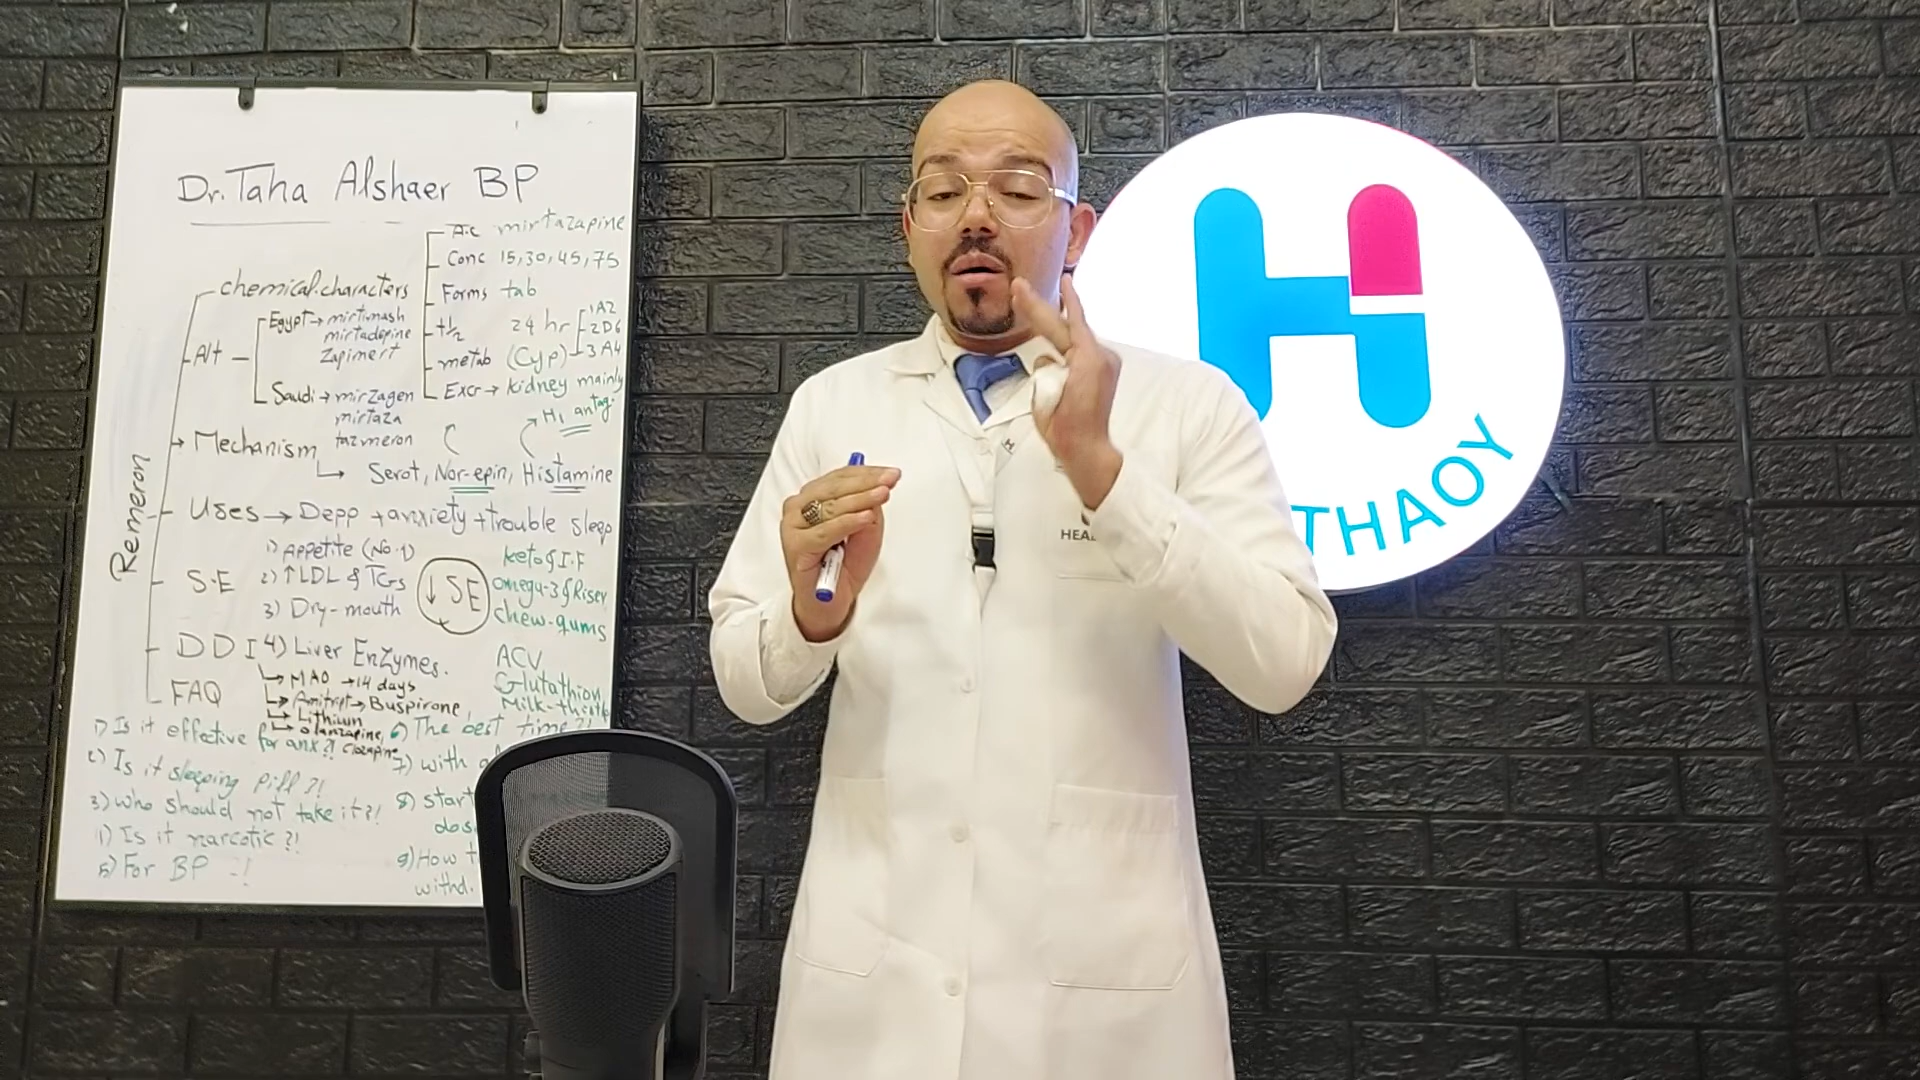 Dr. Taha Alshaer BP
Remeron
chemical characters
A.c mirtazapine
Conc 15, 30, 45, 75
Forms tab
t½ 24 hr
metab (Cyp)
1A2
2D6
3A4
Excr → kidney mainly
Alt
Egypt → mirtimash
mirtadepine
Zapimert
Saudi → mirzagen
mirtaza
tazmeron
Mechanism
H1 antag.
Serot, Nor-epin, Histamine
Uses → Depp + anxiety + trouble sleep
S.E
1) Appetite (No.1)
2) ↑LDL & TGs
3) Dry-mouth
4) Liver Enzymes.
↓ SE
keto & I.F
omega-3 &
chew-gums
ACV
Glutathion
DDI
MAO → 14 days
Amitript → Buspirone
Lithium
olanzapine,
Clozapine
FAQ
1) Is it effective for anx?!
2) Is it sleeping pill?!
3) who should not take it?!
Is it narcotic?!
5) For BP
6) The best time?!
7) with
8) start
9) How
withd.
HEAL
THAOY